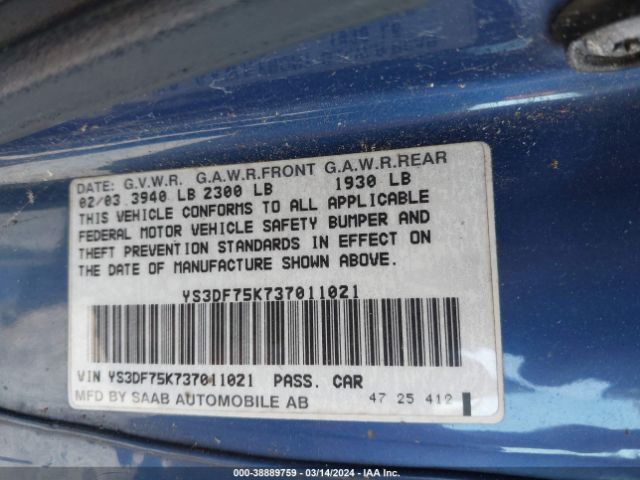 DATE: G.V.W.R. G.A.W.R.FRONT G.A.W.R.REAR
02/03 3940 LB 2300 LB 1930 LB
THIS VEHICLE CONFORMS TO ALL APPLICABLE
FEDERAL MOTOR VEHICLE SAFETY BUMPER AND
THEFT PREVENTION STANDARDS IN EFFECT ON
THE DATE OF MANUFACTURE SHOWN ABOVE.
YS3DF75K737011021
VIN YS3DF75K737011021 PASS. CAR
MFD BY SAAB AUTOMOBILE AB 47 25 412
000-38889759 — 03/14/2024 — IAA Inc.